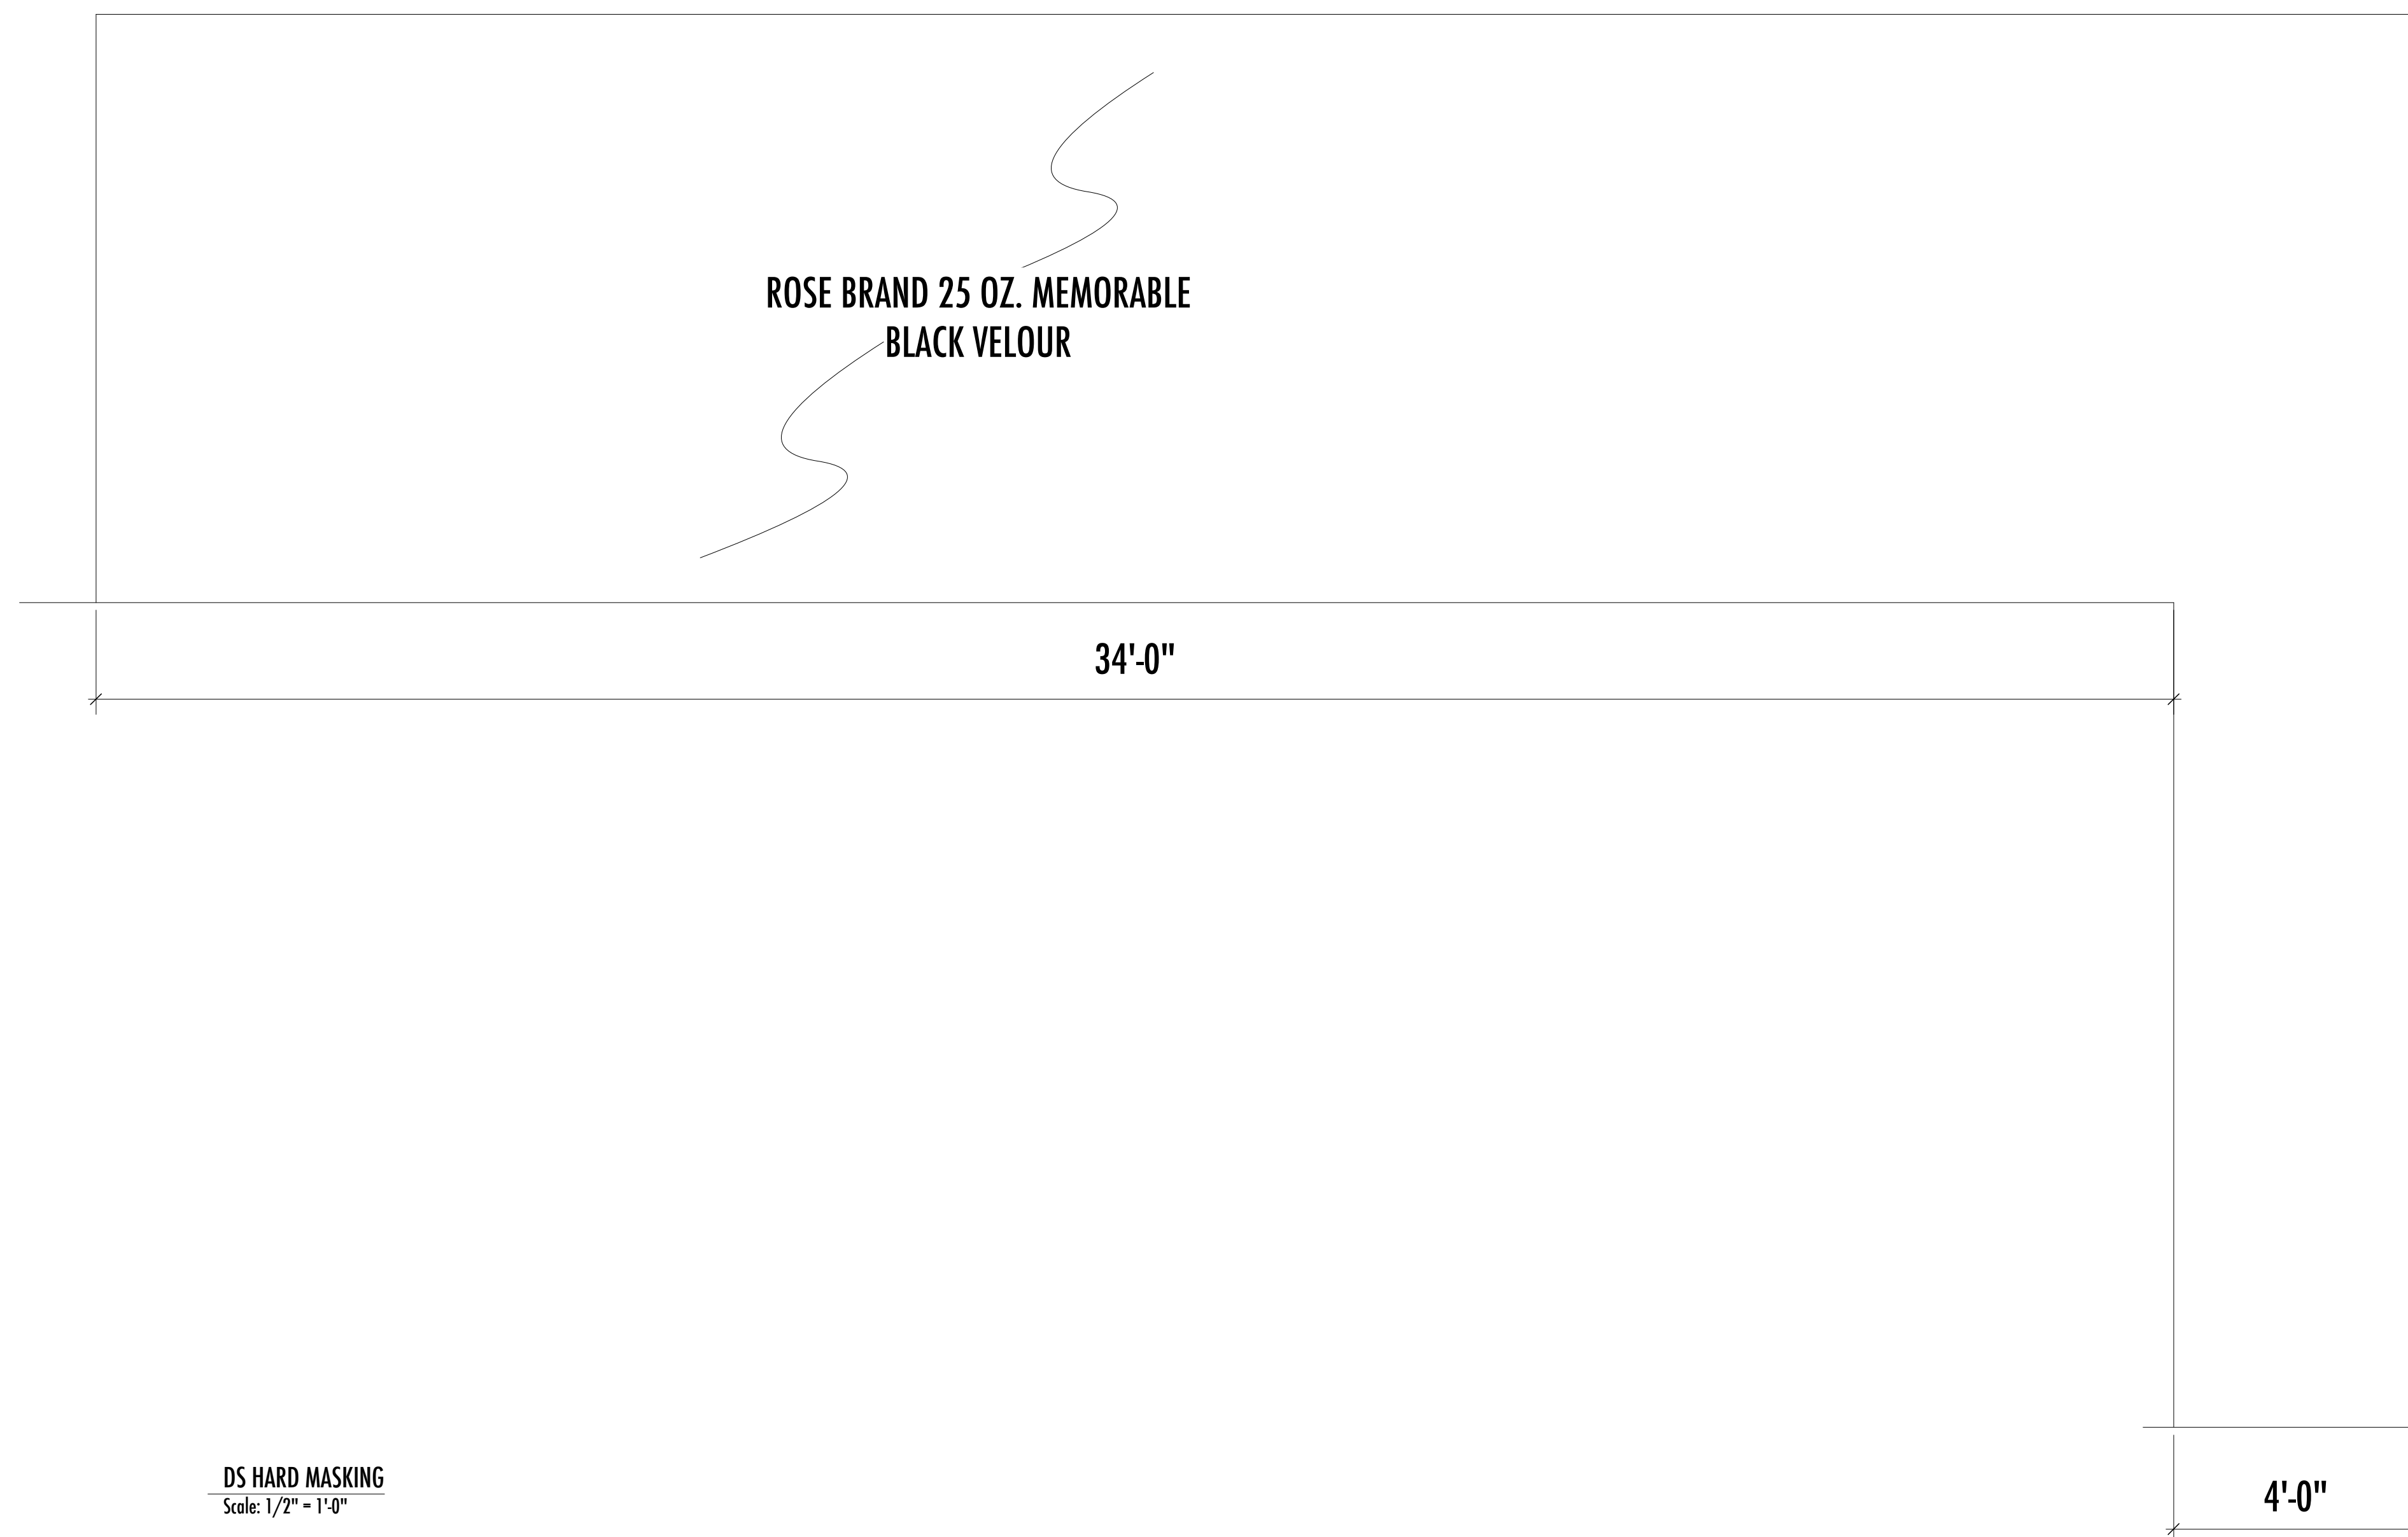 ROSE BRAND 25 OZ. MEMORABLE
BLACK VELOUR
34'-0"
DS HARD MASKING
Scale: 1/2" = 1'-0"
4'-0"